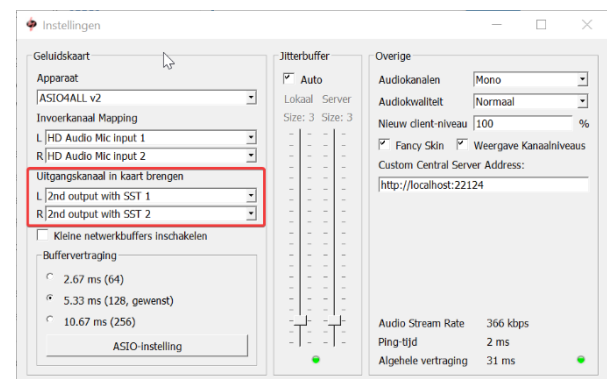 Instellingen
Geluidskaart
Apparaat
ASIO4ALL v2
Invoerkanaal Mapping
L HD Audio Mic input 1
R HD Audio Mic input 2
Uitgangskanaal in kaart brengen
L 2nd output with SST 1
R 2nd output with SST 2
Kleine netwerkbuffers inschakelen
Buffervertraging
2.67 ms (64)
5.33 ms (128, gewenst)
10.67 ms (256)
ASIO-instelling
Jitterbuffer
Auto
Lokaal Server
Size: 3 Size: 3
Overige
Audiokanalen Mono
Audiokwaliteit Normaal
Nieuw client-niveau 100 %
Fancy Skin Weergave Kanaalniveaus
Custom Central Server Address:
http://localhost:22124
Audio Stream Rate 366 kbps
Ping-tijd 2 ms
Algehele vertraging 31 ms